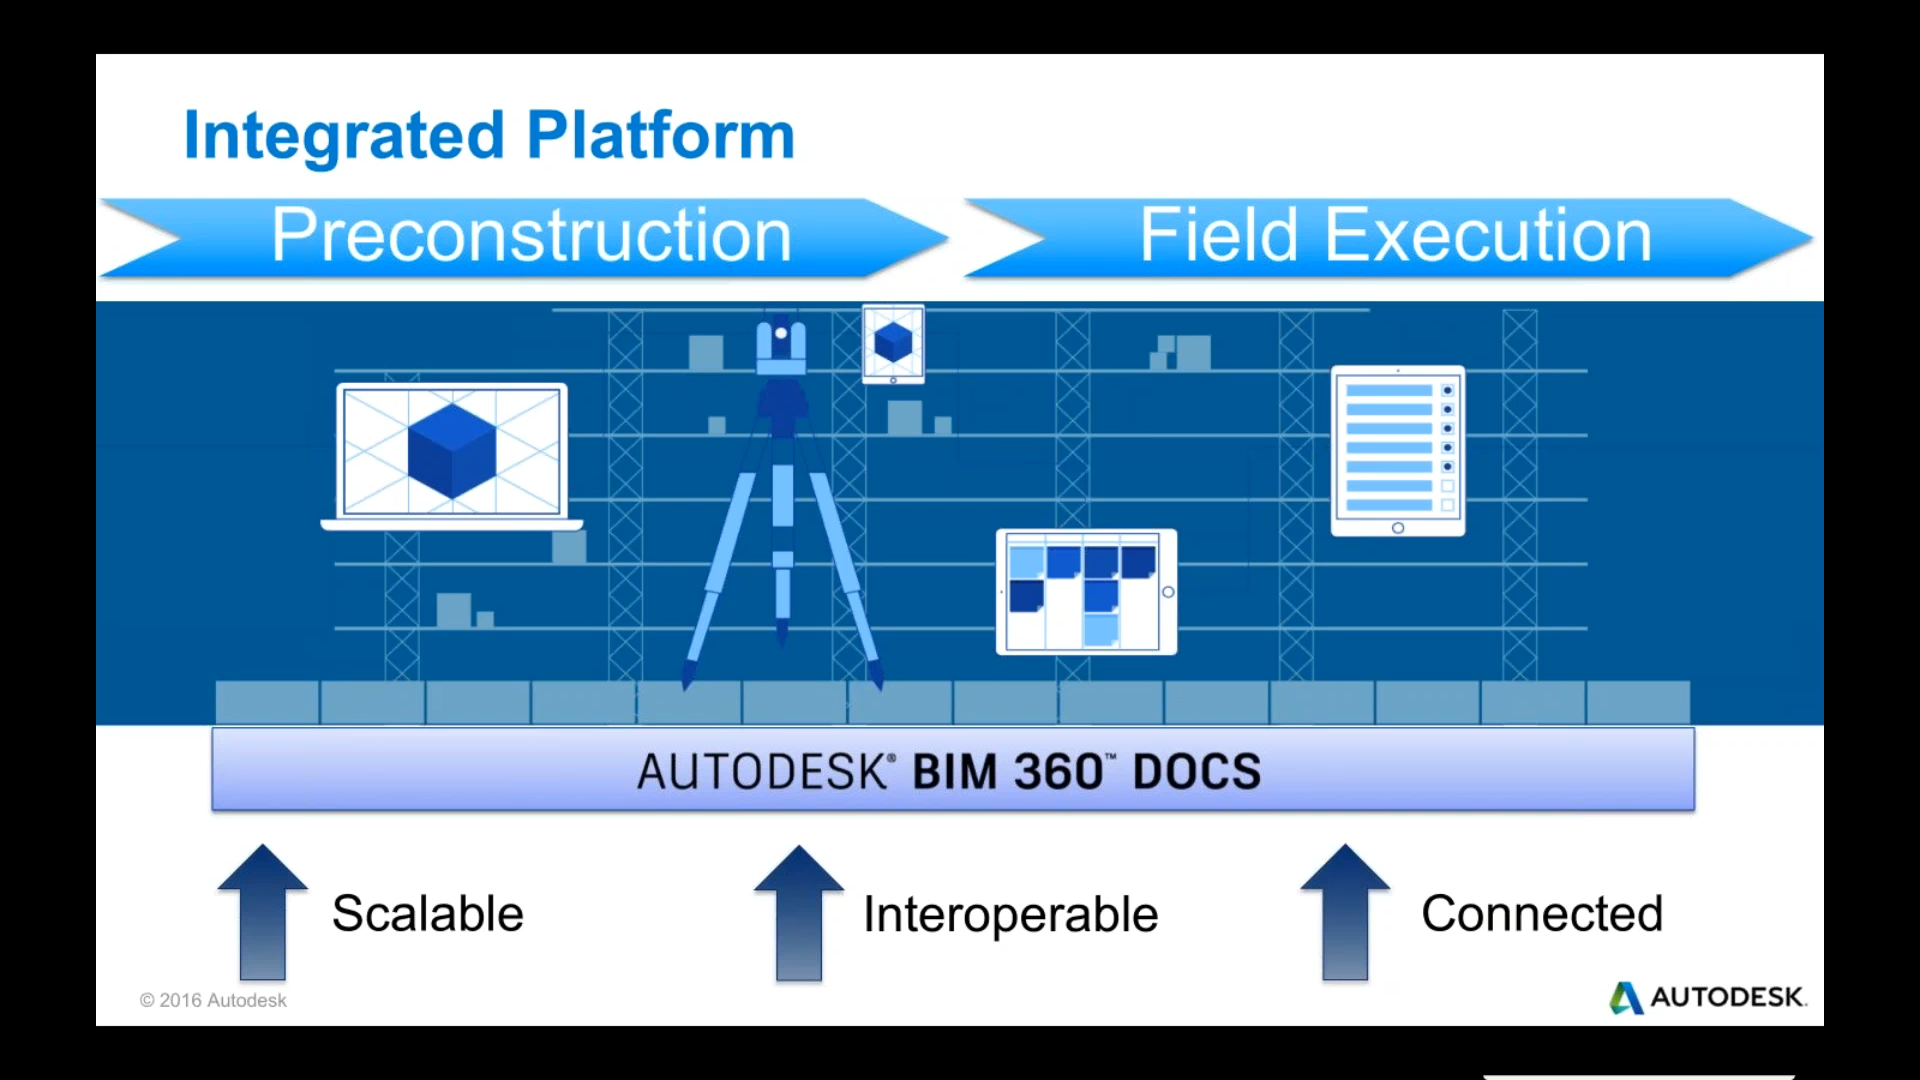 Integrated Platform
Preconstruction
Field Execution
AUTODESK® BIM 360™ DOCS
Scalable
Interoperable
Connected
© 2016 Autodesk
AUTODESK.